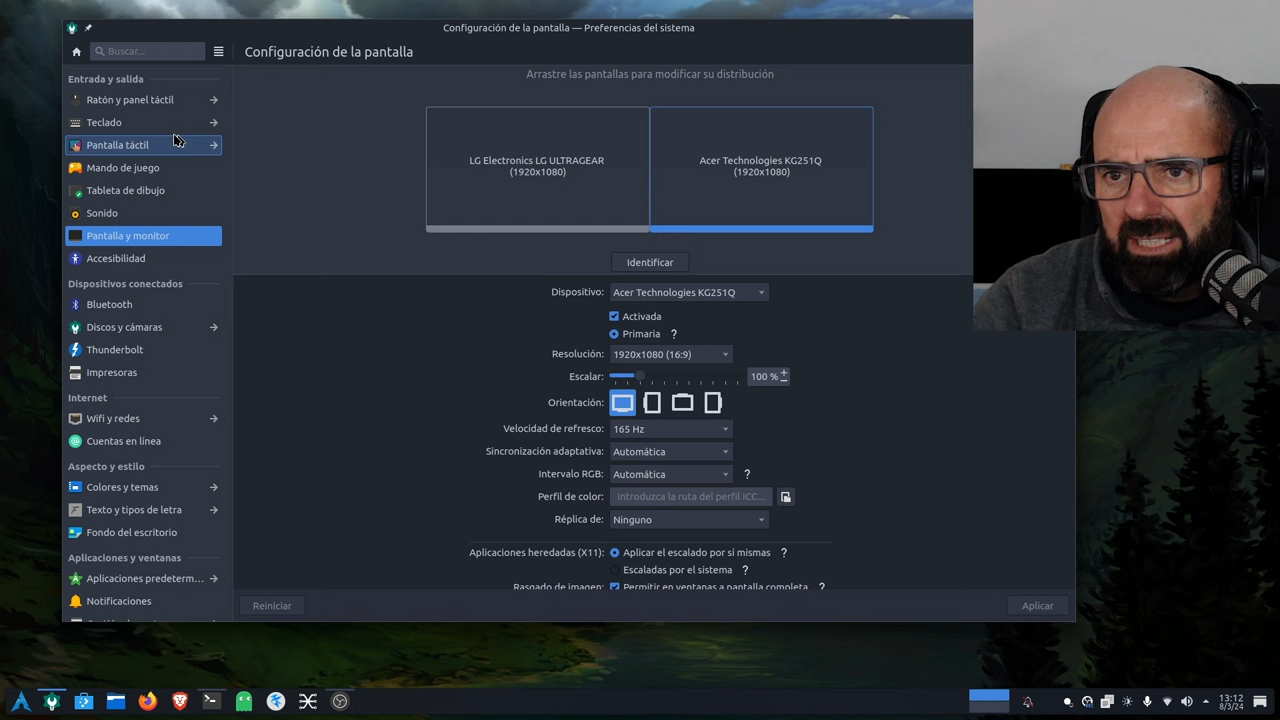 Configuración de la pantalla — Preferencias del sistema
Buscar...
Configuración de la pantalla
Entrada y salida
Ratón y panel táctil
Teclado
Pantalla táctil
Mando de juego
Tableta de dibujo
Sonido
Pantalla y monitor
Accesibilidad
Dispositivos conectados
Bluetooth
Discos y cámaras
Thunderbolt
Impresoras
Internet
Wifi y redes
Cuentas en línea
Aspecto y estilo
Colores y temas
Texto y tipos de letra
Fondo del escritorio
Aplicaciones y ventanas
Aplicaciones predeterm...
Notificaciones
Arrastre las pantallas para modificar su distribución
LG Electronics LG ULTRAGEAR
(1920x1080)
Acer Technologies KG251Q
(1920x1080)
Identificar
Dispositivo: Acer Technologies KG251Q
Activada
Primaria ?
Resolución: 1920x1080 (16:9)
Escalar: 100 %
Orientación:
Velocidad de refresco: 165 Hz
Sincronización adaptativa: Automática
Intervalo RGB: Automática ?
Perfil de color: Introduzca la ruta del perfil ICC...
Réplica de: Ninguno
Aplicaciones heredadas (X11): Aplicar el escalado por sí mismas ?
Escaladas por el sistema ?
Rasgado de imagen: Permitir en ventanas a pantalla completa ?
Reiniciar
Aplicar
13:12
8/3/24